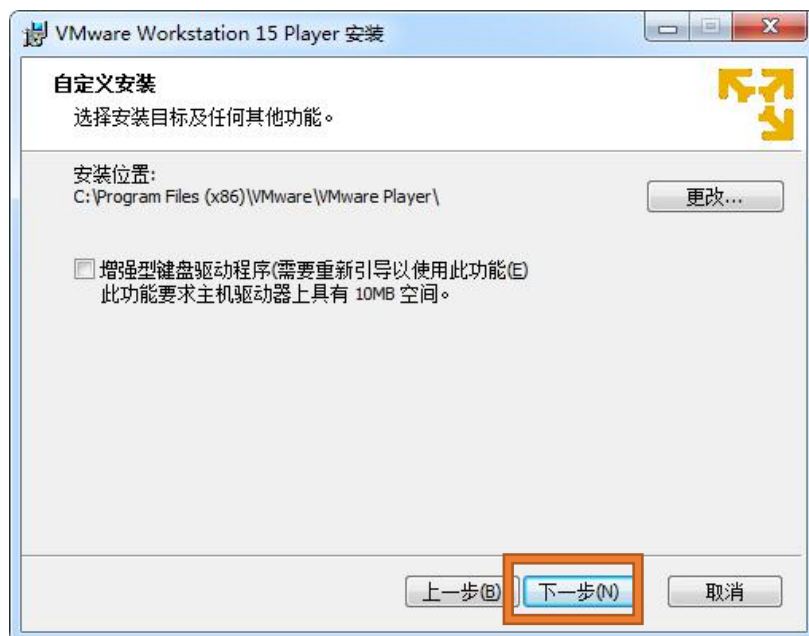 VMware Workstation 15 Player 安装
自定义安装
选择安装目标及任何其他功能。
安装位置:
C:\Program Files (x86)\VMware\VMware Player\
更改...
增强型键盘驱动程序(需要重新引导以使用此功能(E)
此功能要求主机驱动器上具有 10MB 空间。
上一步(B) 下一步(N) 取消